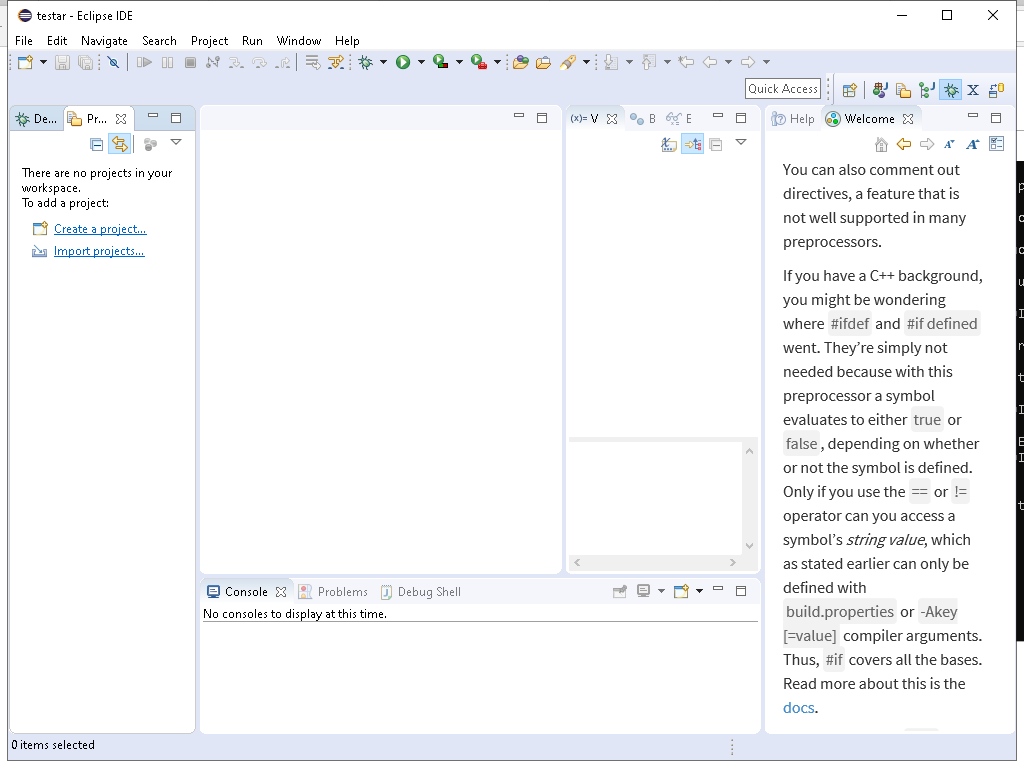 testar - Eclipse IDE
File Edit Navigate Search Project Run Window Help
Quick Access
De... Pr...
(x)= V B E
Help Welcome
There are no projects in your
workspace.
To add a project:
Create a project...
Import projects...
You can also comment out
directives, a feature that is
not well supported in many
preprocessors.
If you have a C++ background,
you might be wondering
where #ifdef and #if defined
went. They’re simply not
needed because with this
preprocessor a symbol
evaluates to either true or
false , depending on whether
or not the symbol is defined.
Only if you use the == or !=
operator can you access a
symbol’s string value, which
as stated earlier can only be
defined with
build.properties or -Akey
[=value] compiler arguments.
Thus, #if covers all the bases.
Read more about this is the
docs.
Console Problems Debug Shell
No consoles to display at this time.
0 items selected